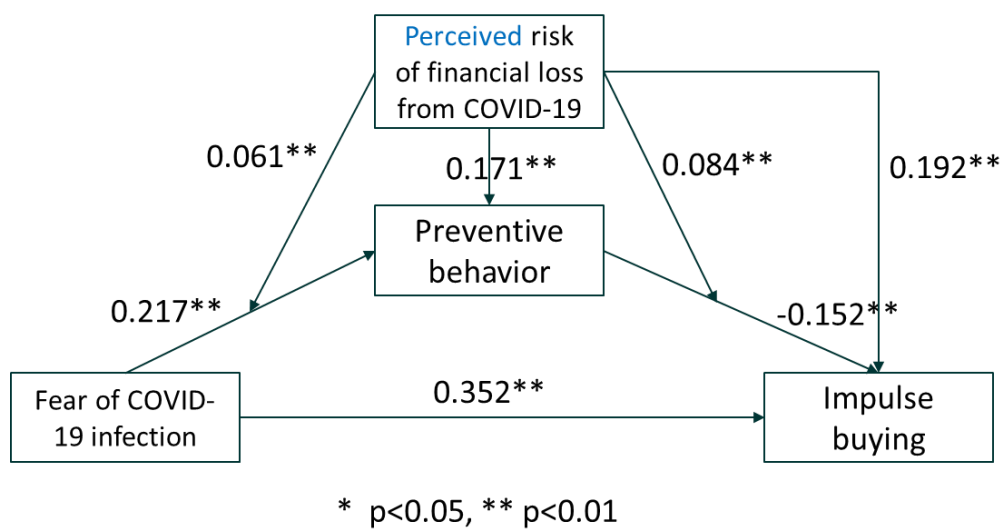 Perceived risk
of financial loss
from COVID-19
0.061**
0.171**
0.084**
0.192**
Preventive
behavior
0.217**
-0.152**
Fear of COVID-
19 infection
0.352**
Impulse
buying
* p<0.05, ** p<0.01